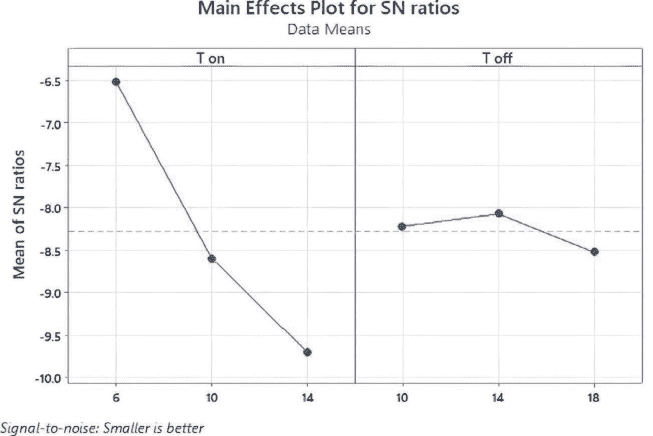 Main Effects Plot for SN ratios
Data Means
T on T off
Mean of SN ratios
-6.5
-7.0
-7.5
-8.0
-8.5
-9.0
-9.5
-10.0
6 10 14 10 14 18
Signal-to-noise: Smaller is better